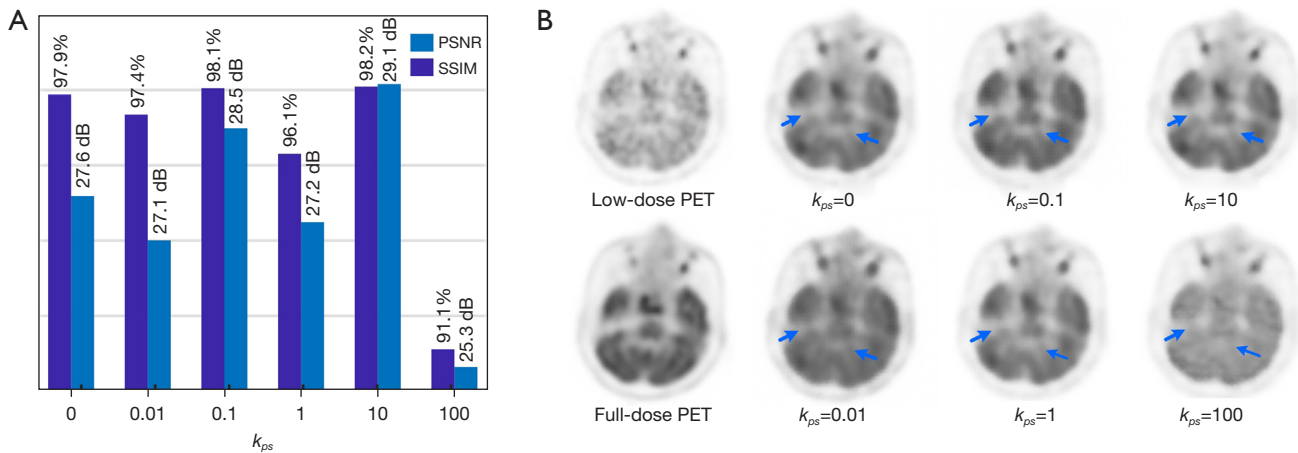 A
PSNR
SSIM
97.9%
27.6 dB
97.4%
27.1 dB
98.1%
28.5 dB
96.1%
27.2 dB
98.2%
29.1 dB
91.1%
25.3 dB
0
0.01
0.1
1
10
100
kps
B
Low-dose PET
kps=0
kps=0.1
kps=10
Full-dose PET
kps=0.01
kps=1
kps=100